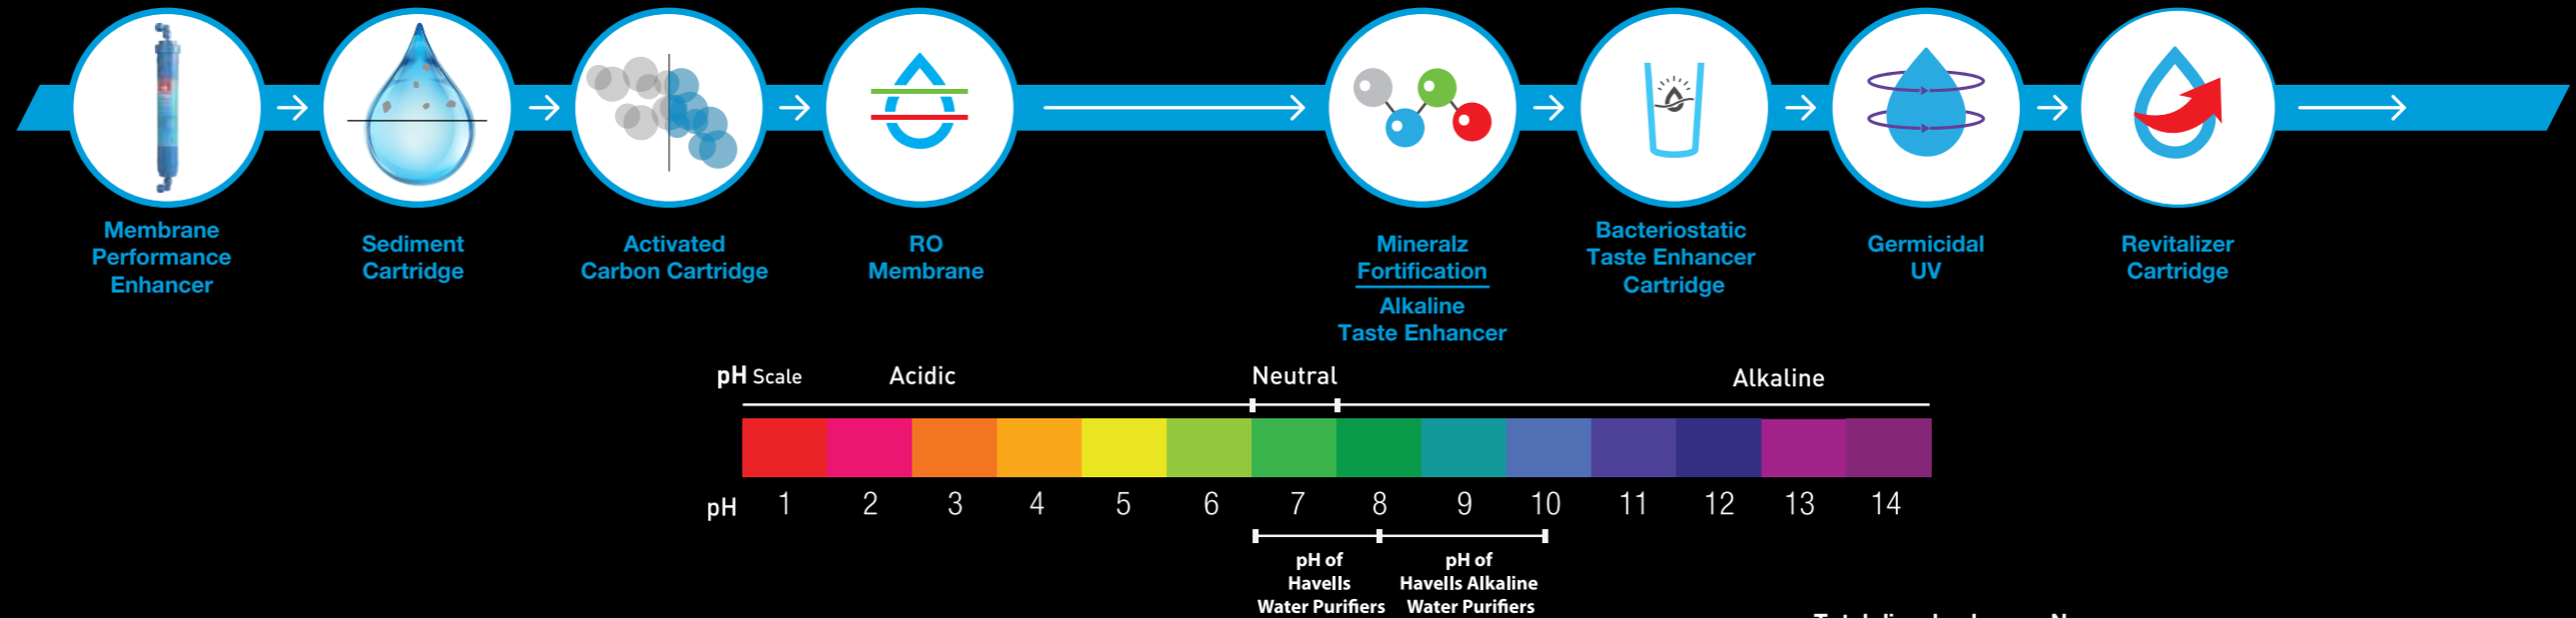 Membrane
Performance
Enhancer
Sediment
Cartridge
Activated
Carbon Cartridge
RO
Membrane
Mineralz
Fortification
Alkaline
Taste Enhancer
Bacteriostatic
Taste Enhancer
Cartridge
Germicidal
UV
Revitalizer
Cartridge
pH Scale Acidic Neutral Alkaline
pH 1 2 3 4 5 6 7 8 9 10 11 12 13 14
pH of
Havells
Water Purifiers
pH of
Havells Alkaline
Water Purifiers